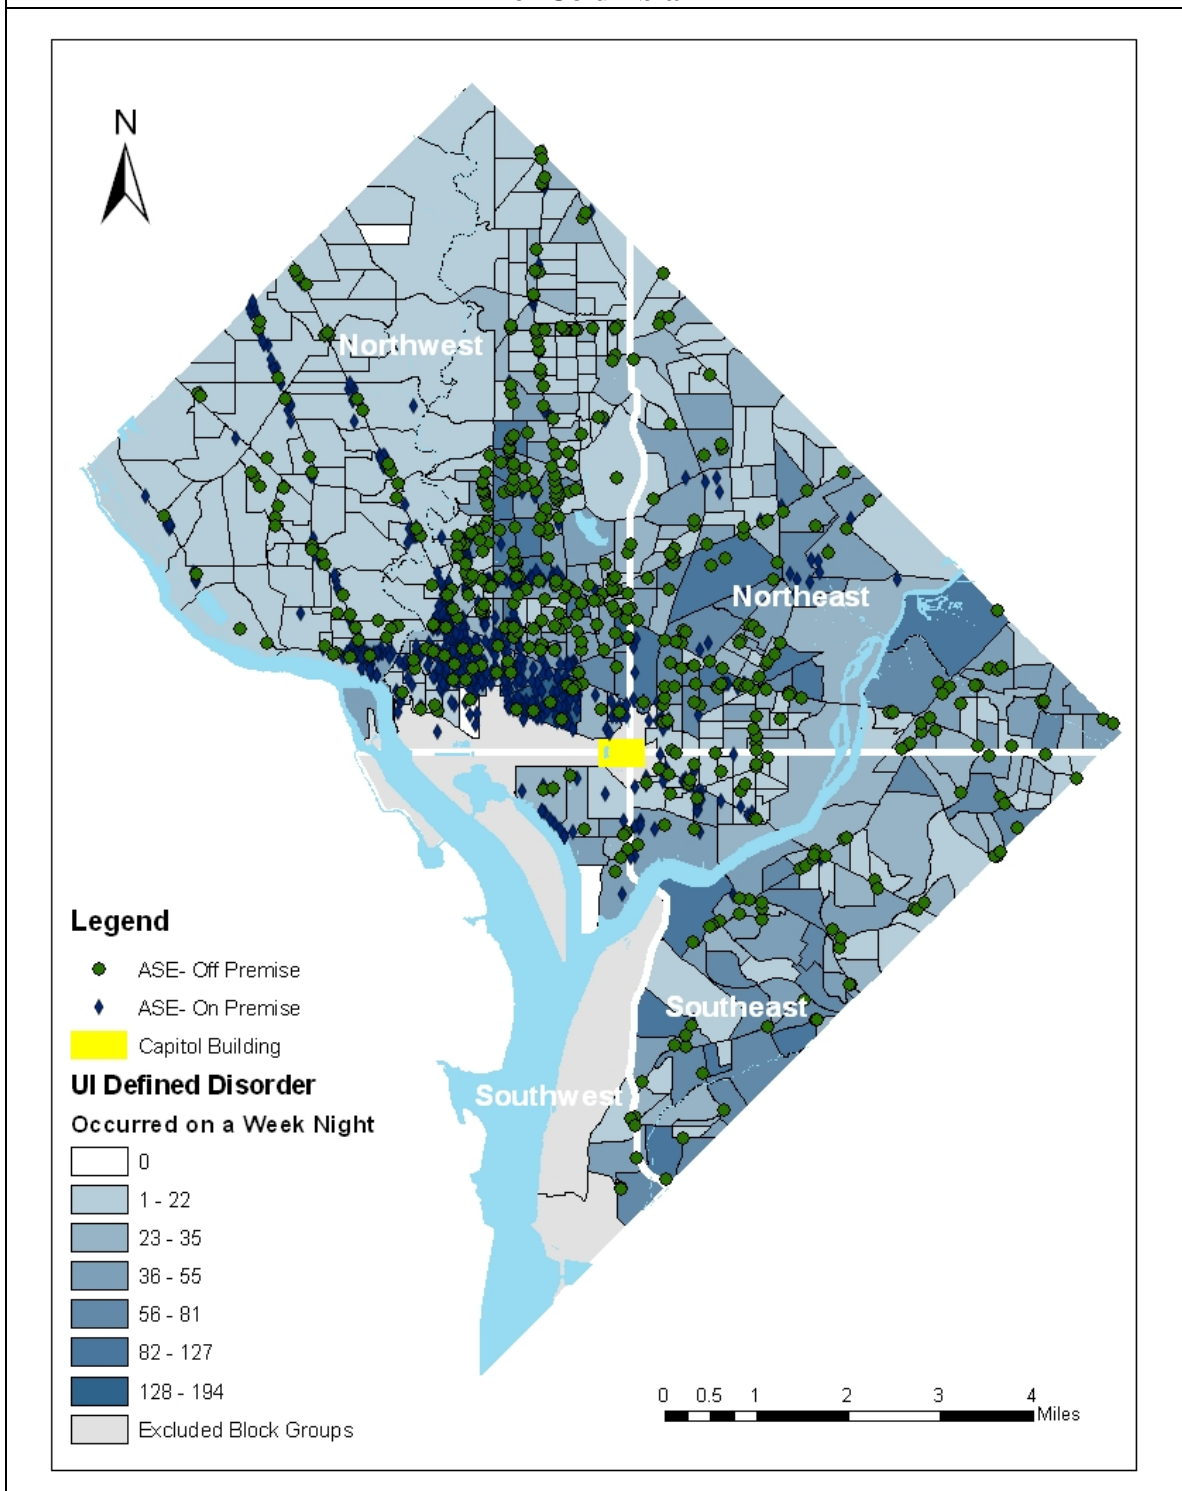 N
Northwest
Northeast
Southeast
Southwest
Legend
ASE- Off Premise
ASE- On Premise
Capitol Building
UI Defined Disorder
Occurred on a Week Night
0
1 - 22
23 - 35
36 - 55
56 - 81
82 - 127
128 - 194
Excluded Block Groups
0 0.5 1 2 3 4
Miles